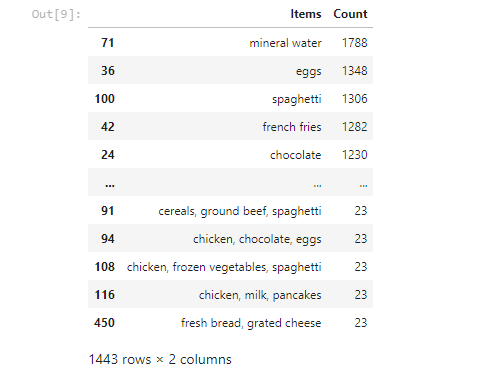 Out[9]:
Items Count
71 mineral water 1788
36 eggs 1348
100 spaghetti 1306
42 french fries 1282
24 chocolate 1230
... ... ...
91 cereals, ground beef, spaghetti 23
94 chicken, chocolate, eggs 23
108 chicken, frozen vegetables, spaghetti 23
116 chicken, milk, pancakes 23
450 fresh bread, grated cheese 23
1443 rows × 2 columns